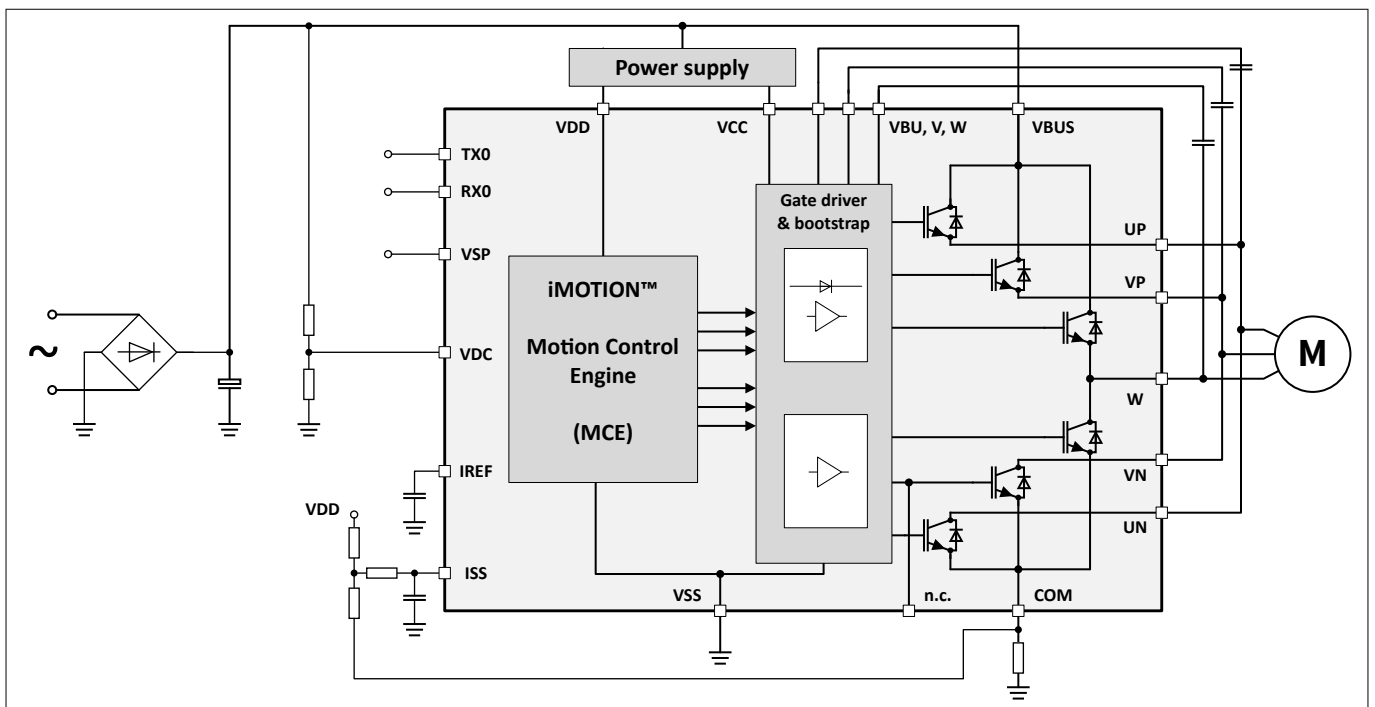 Power supply
VDD
VCC
VBU, V, W
VBUS
TX0
RX0
VSP
VDC
IREF
VDD
ISS
iMOTION™
Motion Control
Engine
(MCE)
Gate driver
& bootstrap
UP
VP
W
VN
UN
VSS
n.c.
COM
~
M